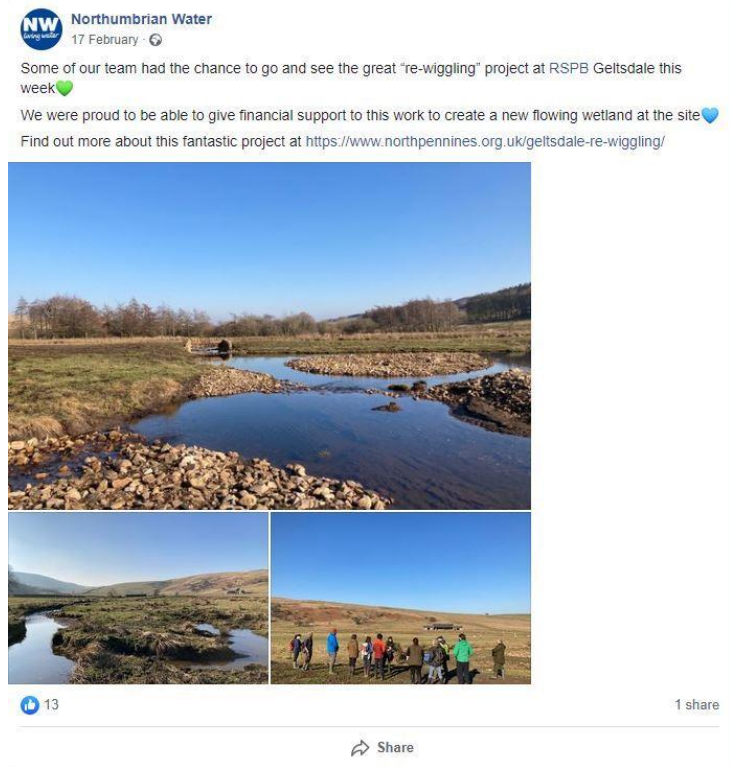 NW
living water
Northumbrian Water
17 February ·
Some of our team had the chance to go and see the great “re-wiggling” project at RSPB Geltsdale this
week💚
We were proud to be able to give financial support to this work to create a new flowing wetland at the site💙
Find out more about this fantastic project at https://www.northpennines.org.uk/geltsdale-re-wiggling/
13
1 share
Share